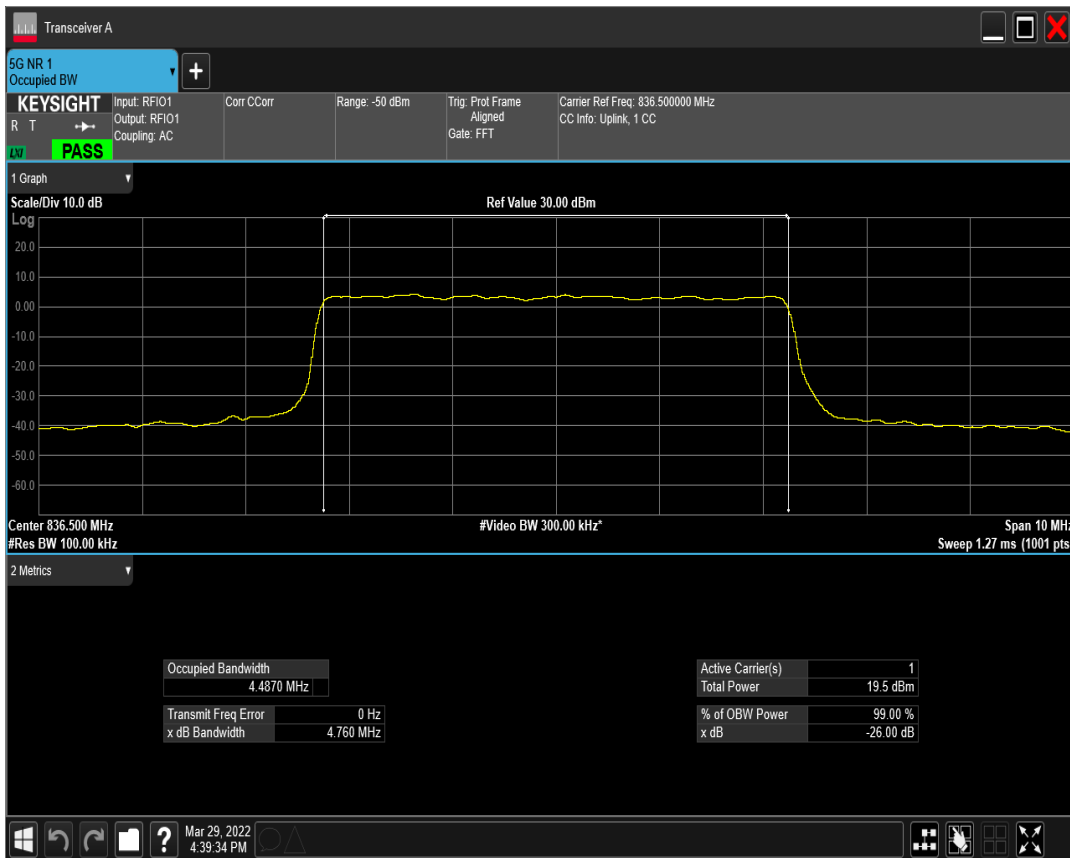 Transceiver A
5G NR 1
Occupied BW
+
KEYSIGHT
R T
LXI
PASS
Input: RFIO1
Output: RFIO1
Coupling: AC
Corr CCorr
Range: -50 dBm
Trig: Prot Frame
Aligned
Gate: FFT
Carrier Ref Freq: 836.500000 MHz
CC Info: Uplink, 1 CC
1 Graph
Scale/Div 10.0 dB
Ref Value 30.00 dBm
Log
20.0
10.0
0.00
-10.0
-20.0
-30.0
-40.0
-50.0
-60.0
Center 836.500 MHz
#Video BW 300.00 kHz*
Span 10 MHz
#Res BW 100.00 kHz
Sweep 1.27 ms (1001 pts
2 Metrics
Occupied Bandwidth
4.4870 MHz
Transmit Freq Error 0 Hz
x dB Bandwidth 4.760 MHz
Active Carrier(s) 1
Total Power 19.5 dBm
% of OBW Power 99.00 %
x dB -26.00 dB
?
Mar 29, 2022
4:39:34 PM